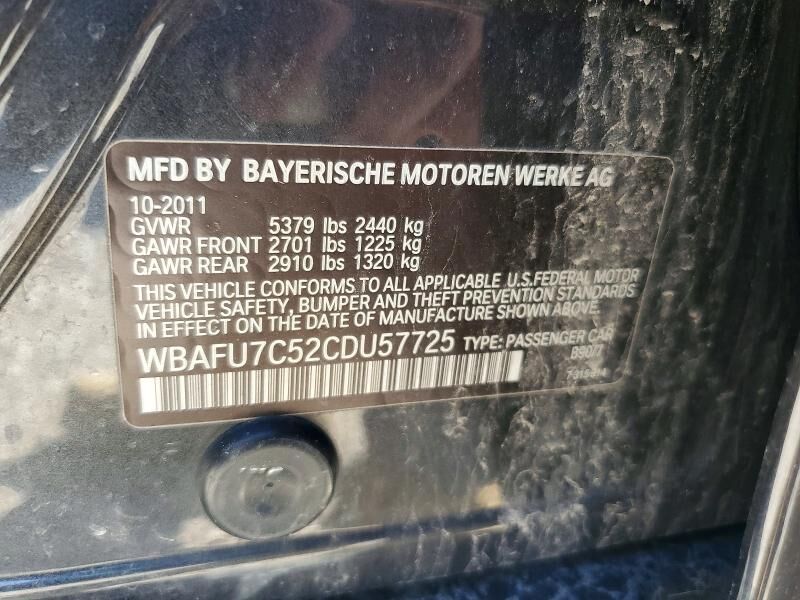 MFD BY BAYERISCHE MOTOREN WERKE AG
10-2011
GVWR 5379 lbs 2440 kg
GAWR FRONT 2701 lbs 1225 kg
GAWR REAR 2910 lbs 1320 kg
THIS VEHICLE CONFORMS TO ALL APPLICABLE U.S.FEDERAL MOTOR
VEHICLE SAFETY, BUMPER AND THEFT PREVENTION STANDARDS
IN EFFECT ON THE DATE OF MANUFACTURE SHOWN ABOVE.
WBAFU7C52CDU57725 TYPE: PASSENGER CAR